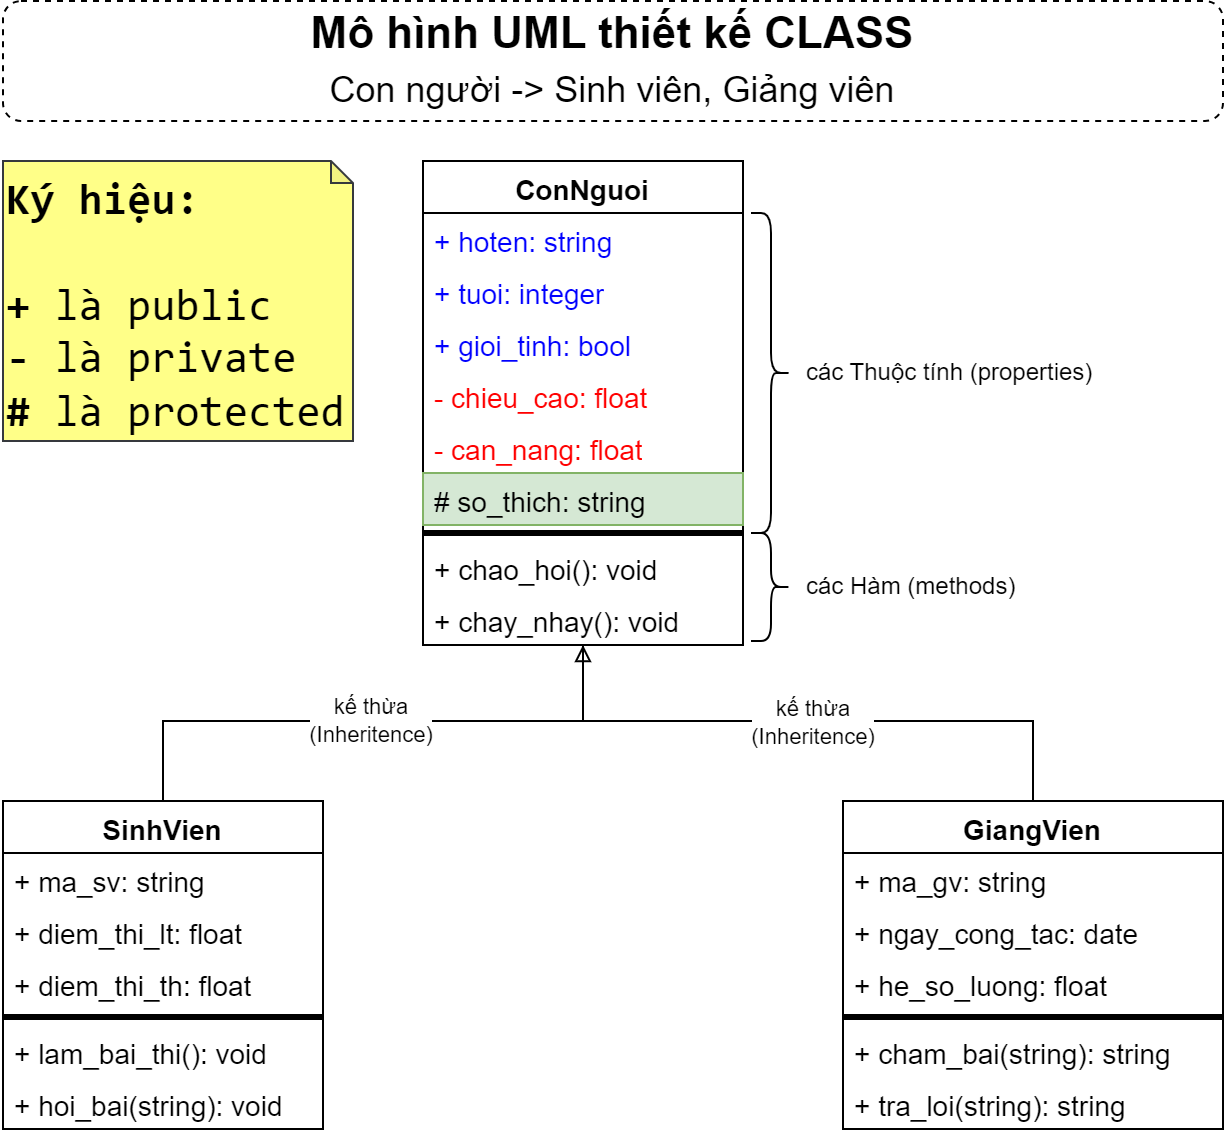 Mô hình UML thiết kế CLASS
Con người -> Sinh viên, Giảng viên
Ký hiệu:
+ là public
- là private
# là protected
ConNguoi
+ hoten: string
+ tuoi: integer
+ gioi_tinh: bool
- chieu_cao: float
- can_nang: float
# so_thich: string
các Thuộc tính (properties)
+ chao_hoi(): void
+ chay_nhay(): void
các Hàm (methods)
kế thừa
(Inheritence)
kế thừa
(Inheritence)
SinhVien
+ ma_sv: string
+ diem_thi_lt: float
+ diem_thi_th: float
+ lam_bai_thi(): void
+ hoi_bai(string): void
GiangVien
+ ma_gv: string
+ ngay_cong_tac: date
+ he_so_luong: float
+ cham_bai(string): string
+ tra_loi(string): string